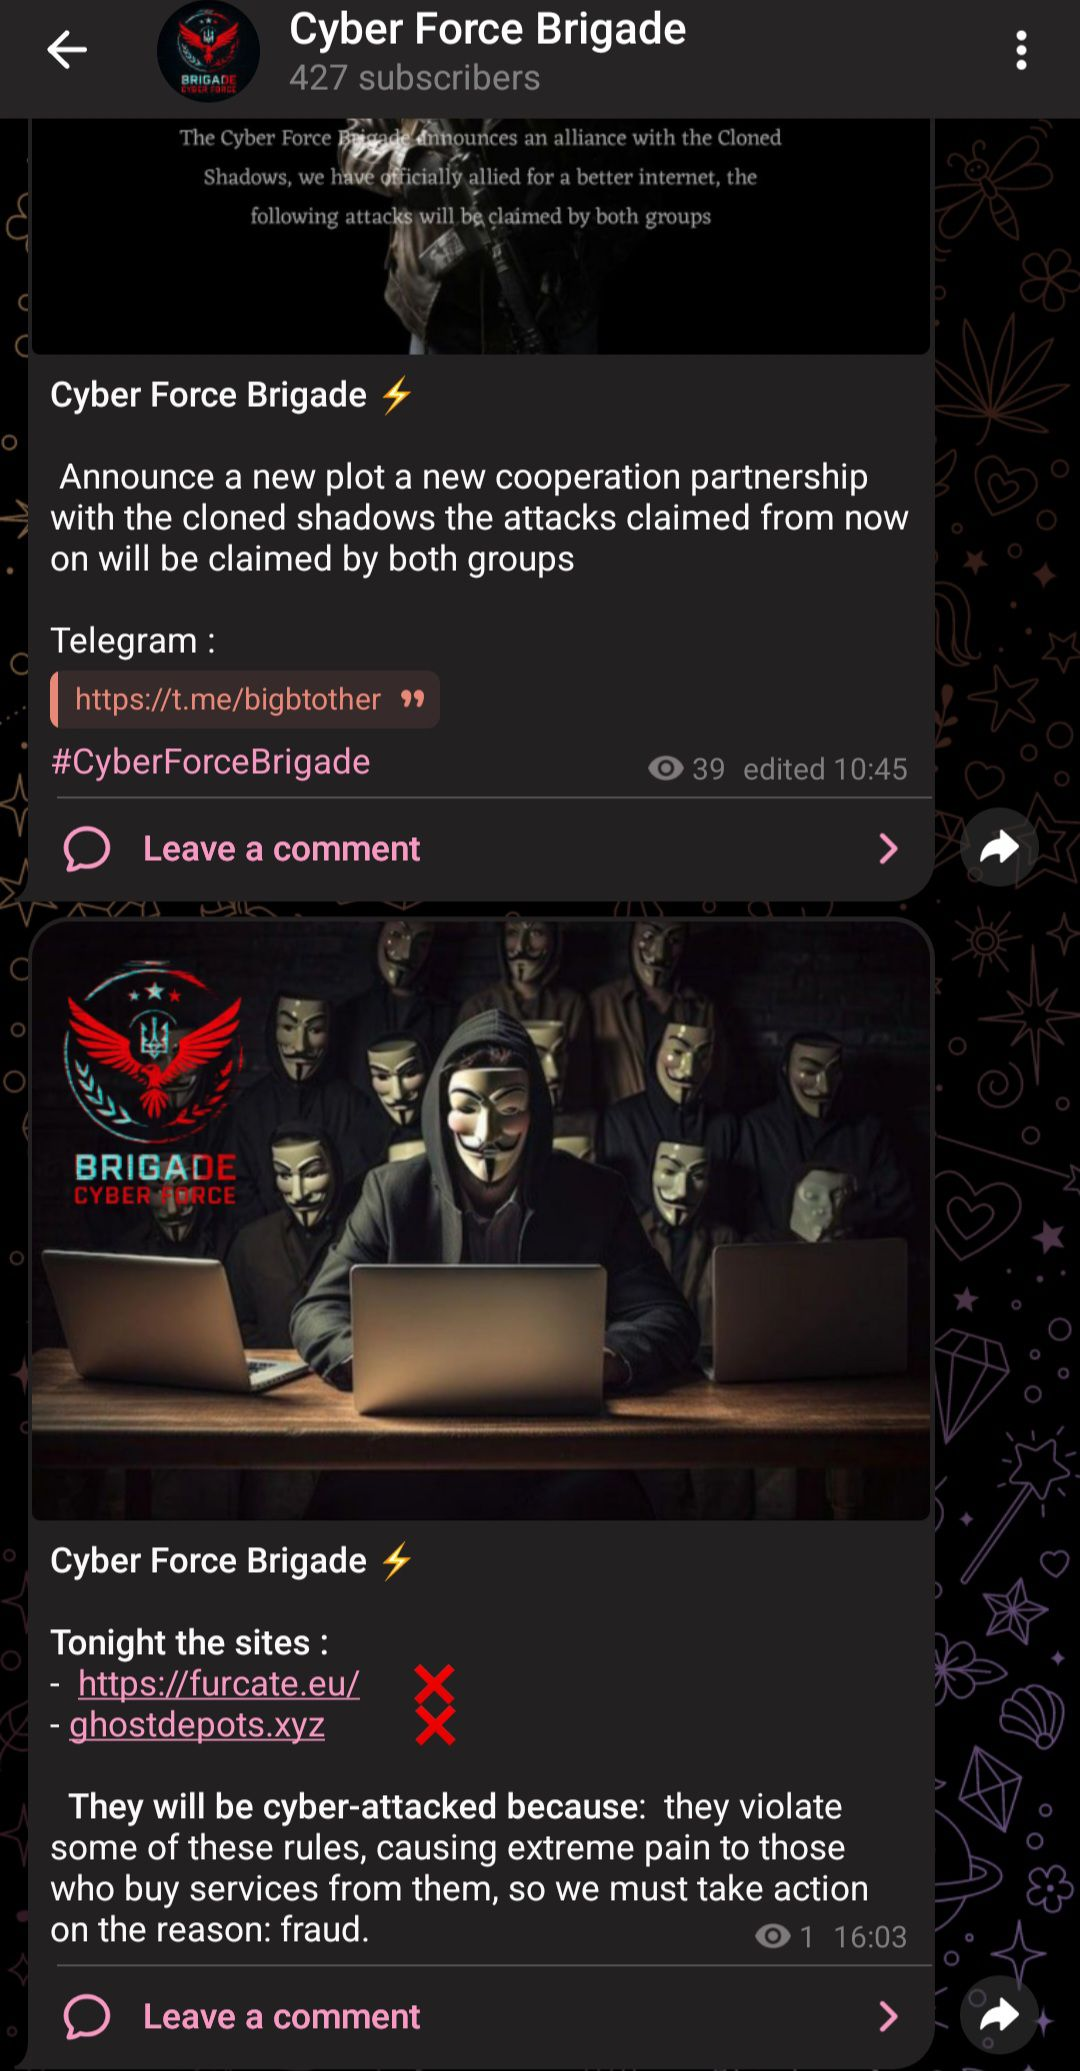 Cyber Force Brigade
427 subscribers
BRIGADE
CYBER FORCE
The Cyber Force Brigade Announces an alliance with the Cloned
Shadows, we have officially allied for a better internet, the
following attacks will be claimed by both groups
Cyber Force Brigade ⚡
Announce a new plot a new cooperation partnership
with the cloned shadows the attacks claimed from now
on will be claimed by both groups
Telegram :
https://t.me/bigbtother
#CyberForceBrigade
39 edited 10:45
Leave a comment
BRIGADE
CYBER FORCE
Cyber Force Brigade ⚡
Tonight the sites :
- https://furcate.eu/ ❌
- ghostdepots.xyz ❌
They will be cyber-attacked because: they violate
some of these rules, causing extreme pain to those
who buy services from them, so we must take action
on the reason: fraud.
1 16:03
Leave a comment